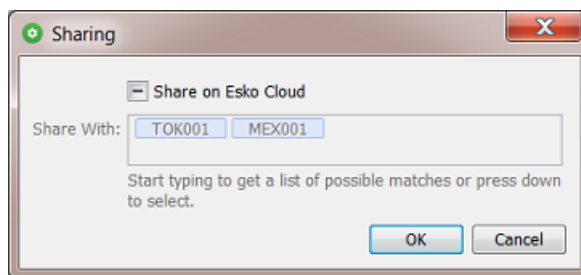 Sharing
Share on Esko Cloud
Share With: TOK001 MEX001
Start typing to get a list of possible matches or press down
to select.
OK Cancel